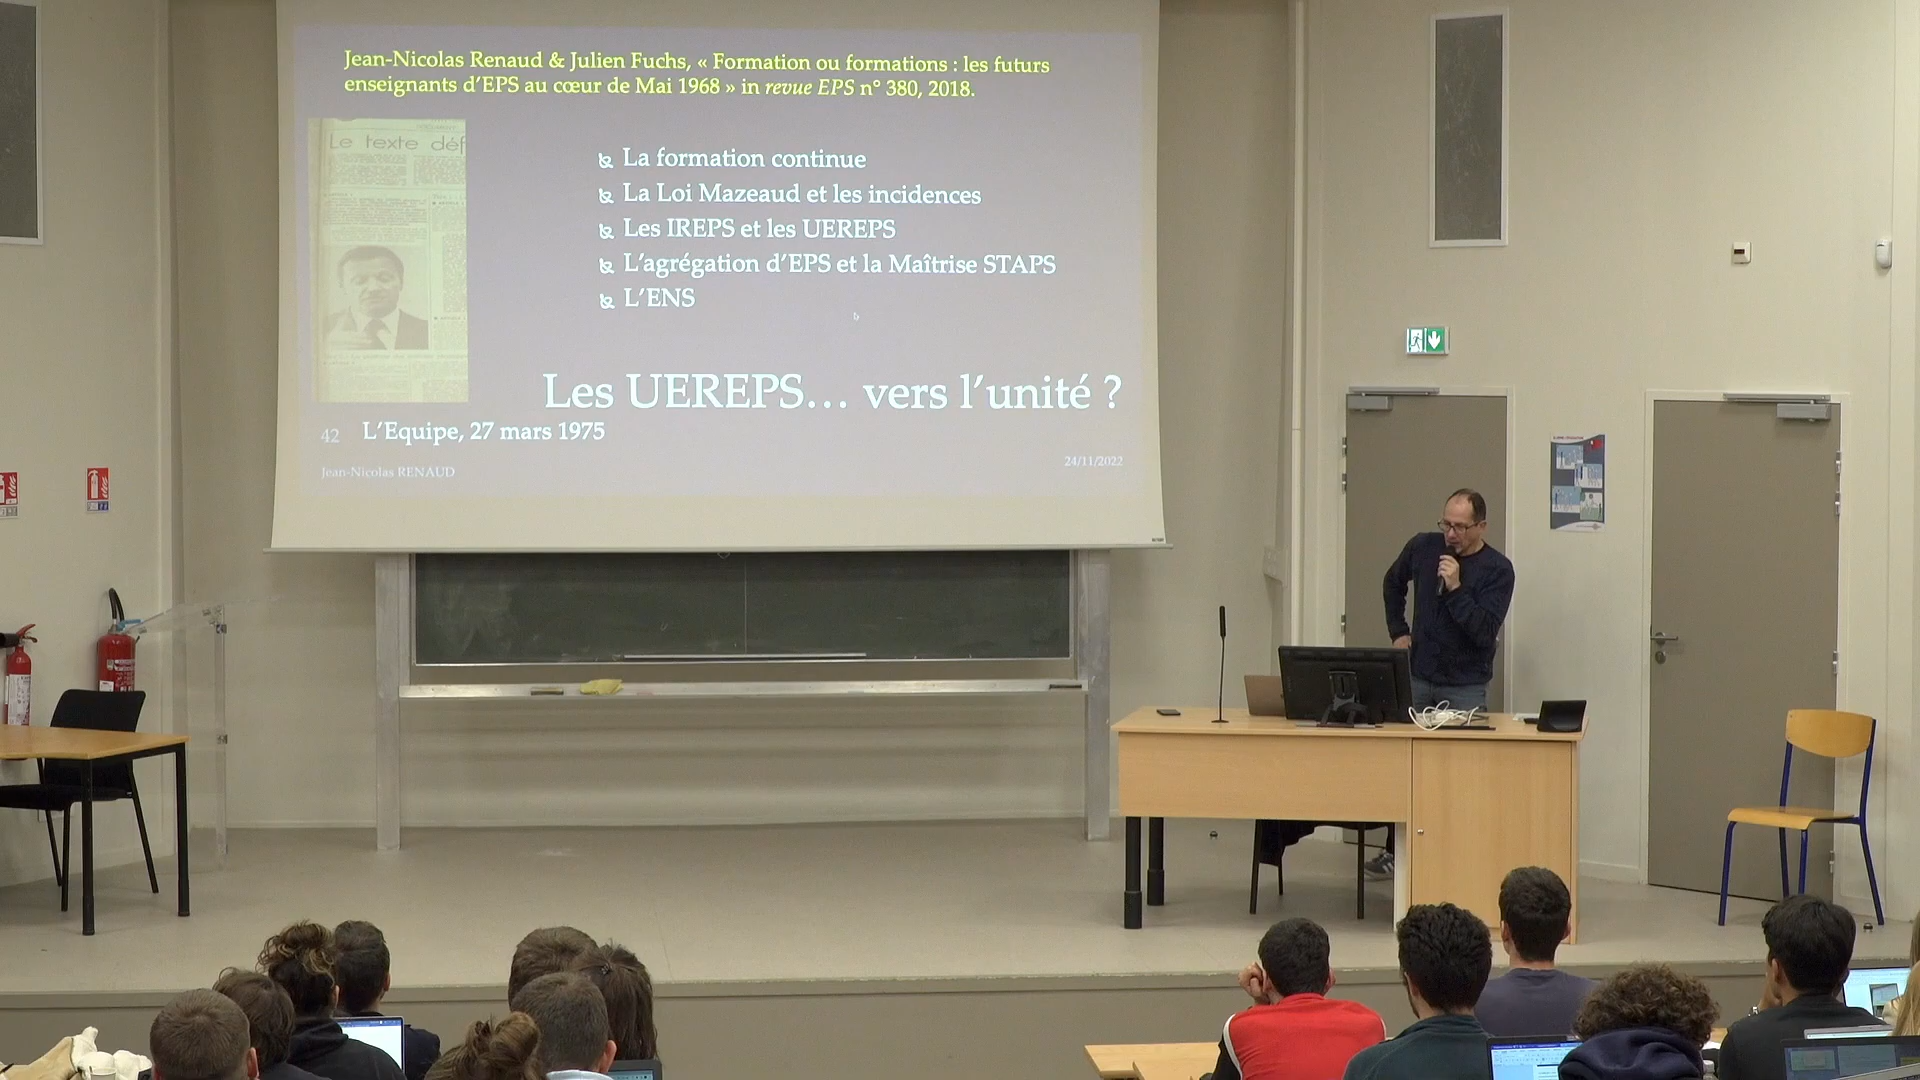 Jean-Nicolas Renaud & Julien Fuchs, « Formation ou formations : les futurs
enseignants d'EPS au cœur de Mai 1968 » in revue EPS n° 380, 2018.
Le texte déf
La formation continue
La Loi Mazeaud et les incidences
Les IREPS et les UEREPS
L'agrégation d'EPS et la Maîtrise STAPS
L'ENS
Les UEREPS… vers l'unité ?
42
L'Equipe, 27 mars 1975
Jean-Nicolas RENAUD
24/11/2022